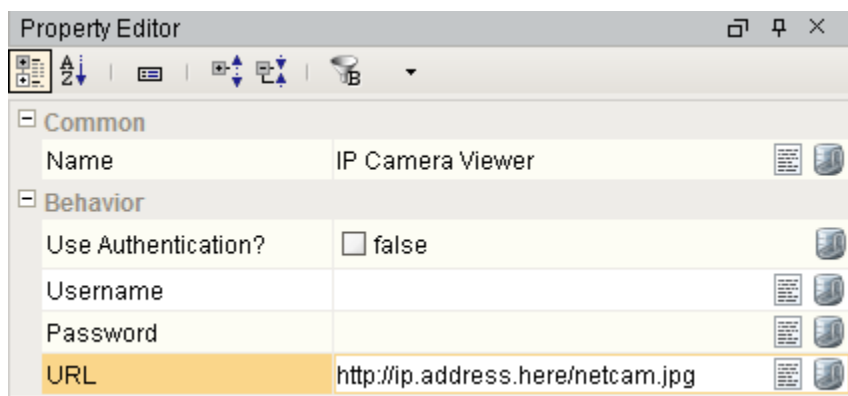 Property Editor
A
Z
B
Common
Name IP Camera Viewer
Behavior
Use Authentication? false
Username
Password
URL http://ip.address.here/netcam.jpg